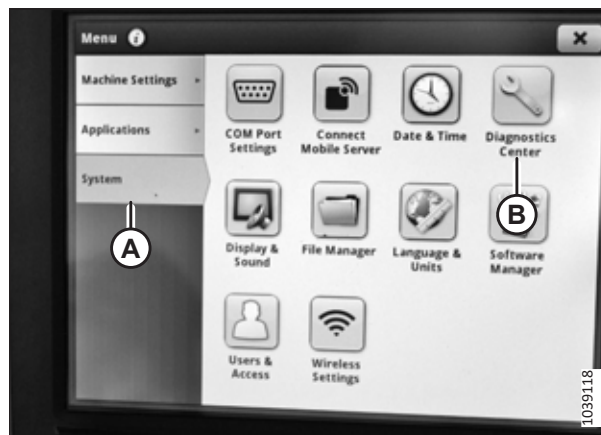 Menu i
Machine Settings
Applications
System
A
COM Port
Settings
Connect
Mobile Server
Date & Time
Diagnostics
Center
B
Display &
Sound
File Manager
Language &
Units
Software
Manager
Users &
Access
Wireless
Settings
1039118